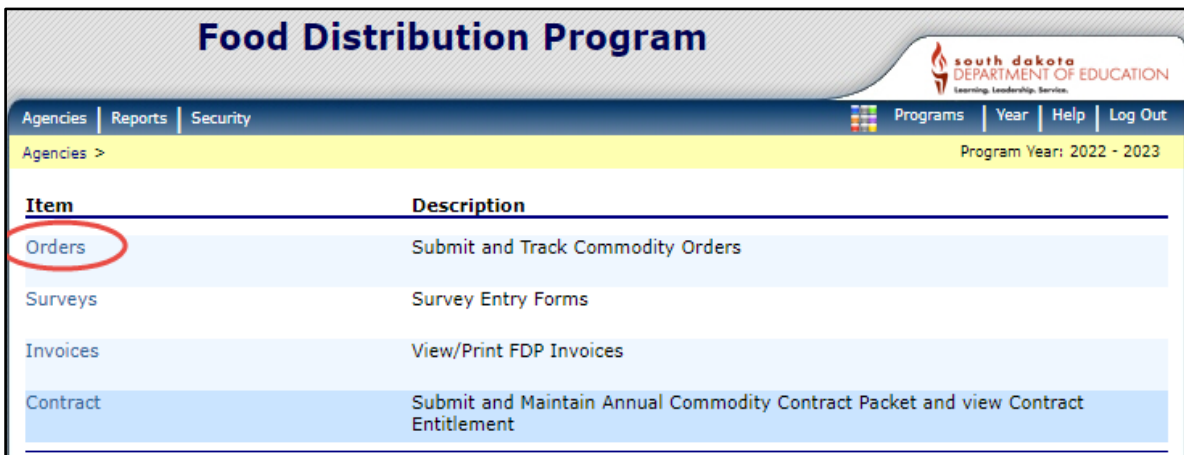 Food Distribution Program
south dakota
DEPARTMENT OF EDUCATION
Learning. Leadership. Service.
Agencies | Reports | Security Programs | Year | Help | Log Out
Agencies > Program Year: 2022 - 2023
Item Description
Orders Submit and Track Commodity Orders
Surveys Survey Entry Forms
Invoices View/Print FDP Invoices
Contract Submit and Maintain Annual Commodity Contract Packet and view Contract
Entitlement